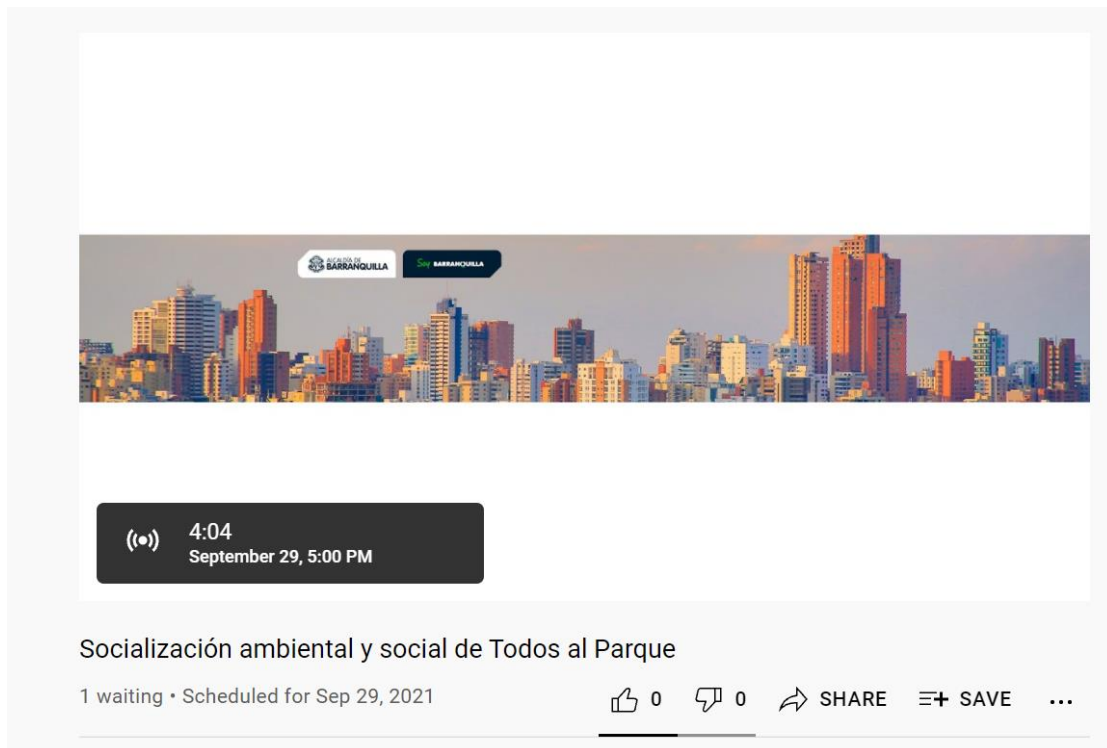 ALCALDÍA DE
BARRANQUILLA
Soy BARRANQUILLA
4:04
September 29, 5:00 PM
Socialización ambiental y social de Todos al Parque
1 waiting • Scheduled for Sep 29, 2021
0 0 SHARE SAVE ...